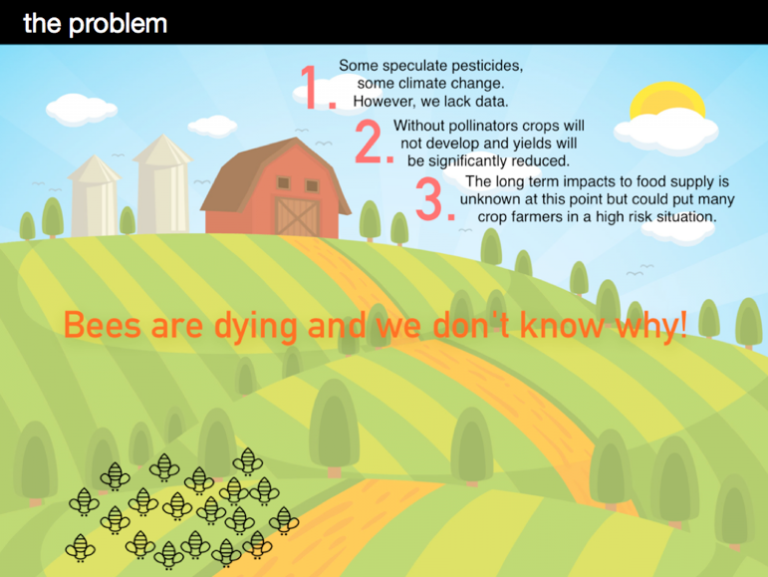 the problem
1. Some speculate pesticides,
some climate change.
However, we lack data.
2. Without pollinators crops will
not develop and yields will
be significantly reduced.
3. The long term impacts to food supply is
unknown at this point but could put many
crop farmers in a high risk situation.
Bees are dying and we don't know why!